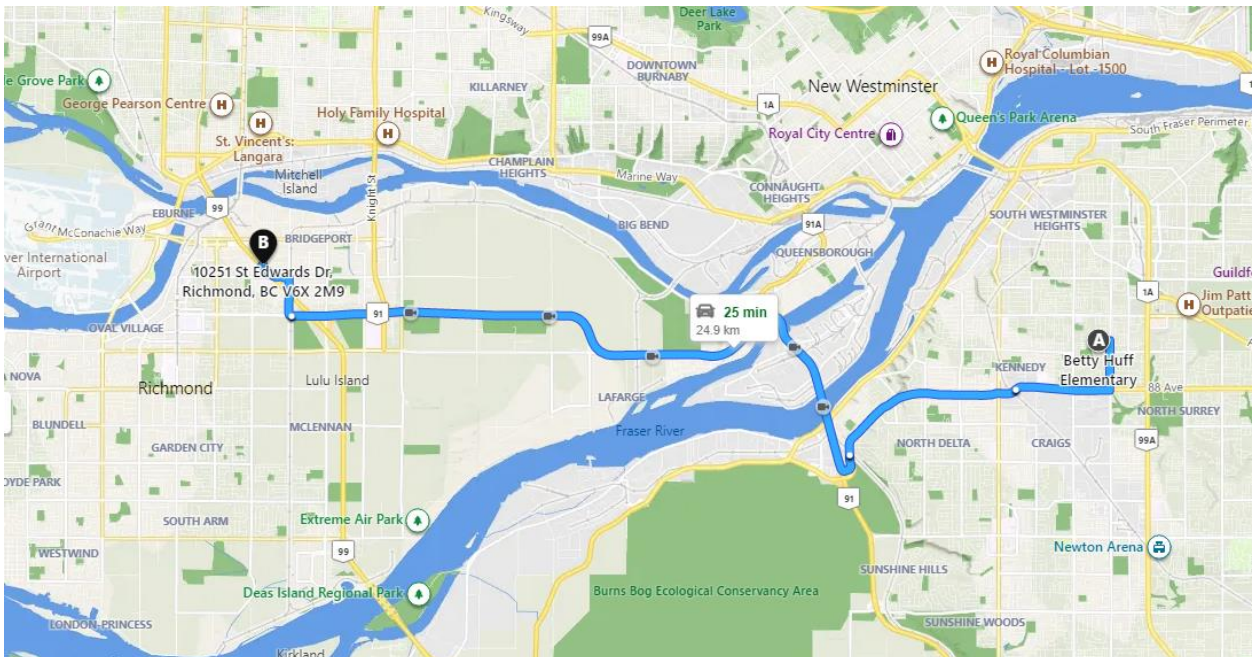 Kingsway
Deer Lake
Park
99A
Royal Columbian
Hospital - Lot -1500
le Grove Park
George Pearson Centre
DOWNTOWN
BURNABY
KILLARNEY
New Westminster
1A
1
St. Vincent's:
Langara
Holy Family Hospital
Royal City Centre
Queen's Park Arena
South Fraser Perimeter
Mitchell
Island
CHAMPLAIN
HEIGHTS
Marine Way
CONNAUGHT
HEIGHTS
Knight St
99
EBURNE
Grant McConachie Way
BIG BEND
91A
SOUTH WESTMINSTER
HEIGHTS
B
BRIDGEPORT
QUEENSBOROUGH
ver International
Airport
10251 St Edwards Dr,
Richmond, BC V6X 2M9
Guildf
1A
Jim Patt
Outpatie
91
25 min
24.9 km
OVAL VILLAGE
A
Betty Huff
Elementary
KENNEDY
A NOVA
Richmond
Lulu Island
LAFARGE
88 Ave
NORTH SURREY
BLUNDELL
MCLENNAN
Fraser River
GARDEN CITY
NORTH DELTA
CRAIGS
99A
OYDE PARK
91
SOUTH ARM
Extreme Air Park
99
WESTWIND
Newton Arena
SUNSHINE HILLS
Deas Island Regional Park
Burns Bog Ecological Conservancy Area
LONDON-PRINCESS
SUNSHINE WOODS
Kirkland